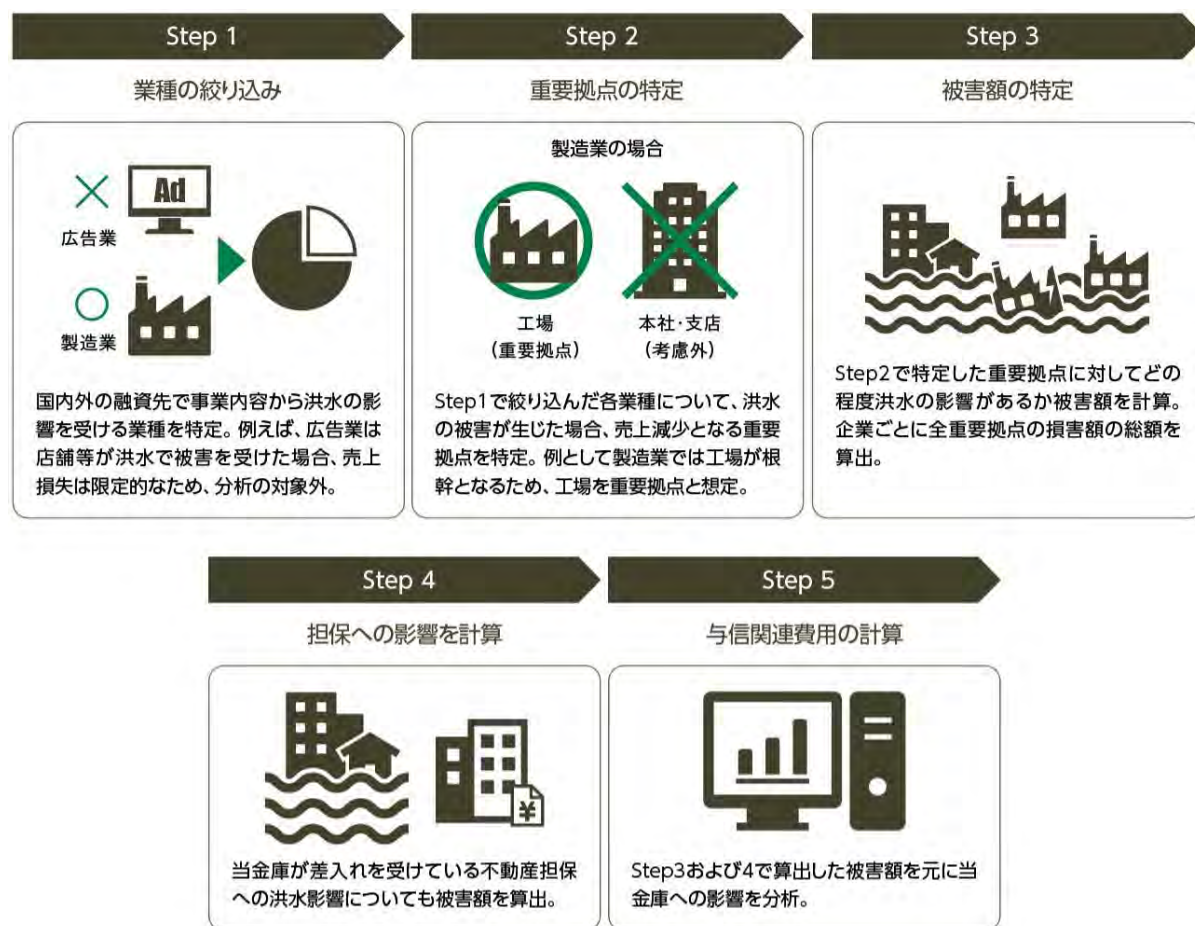 Step 1
業種の絞り込み
Ad
広告業
製造業
国内外の融資先で事業内容から洪水の影
響を受ける業種を特定。例えば、広告業は
店舗等が洪水で被害を受けた場合、売上
損失は限定的なため、分析の対象外。
Step 2
重要拠点の特定
製造業の場合
工場
（重要拠点）
本社・支店
（考慮外）
Step1で絞り込んだ各業種について、洪水
の被害が生じた場合、売上減少となる重要
拠点を特定。例として製造業では工場が根
幹となるため、工場を重要拠点と想定。
Step 3
被害額の特定
Step2で特定した重要拠点に対してどの
程度洪水の影響があるか被害額を計算。
企業ごとに全重要拠点の損害額の総額を
算出。
Step 4
担保への影響を計算
¥
当金庫が差入れを受けている不動産担保
への洪水影響についても被害額を算出。
Step 5
与信関連費用の計算
Step3および4で算出した被害額を元に当
金庫への影響を分析。